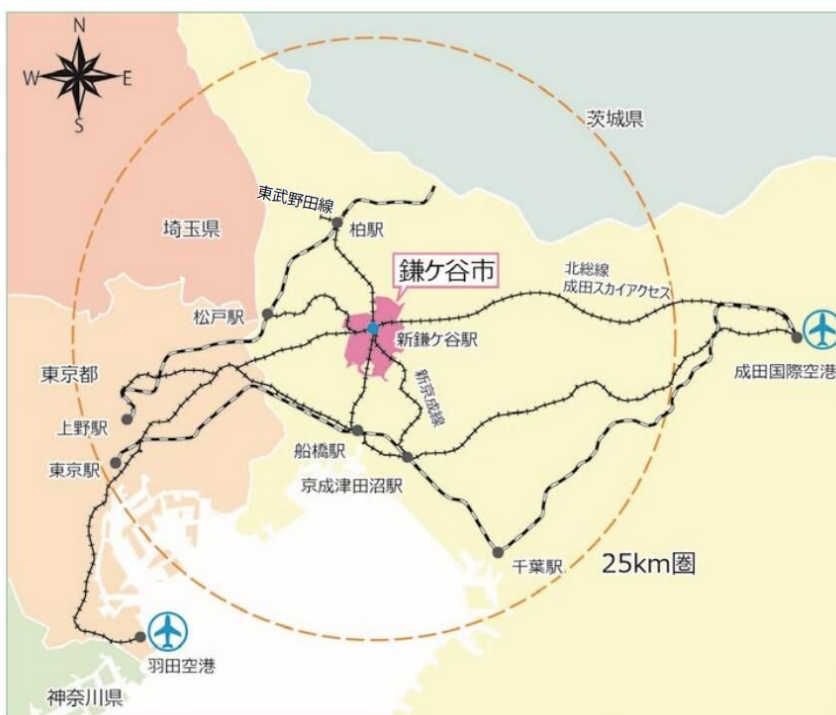 N
W
E
S
茨城県
東武野田線
柏駅
埼玉県
鎌ケ谷市
北総線
成田スカイアクセス
松戸駅
新鎌ケ谷駅
成田国際空港
東京都
新京成線
上野駅
船橋駅
東京駅
京成津田沼駅
千葉駅
25km圏
羽田空港
神奈川県